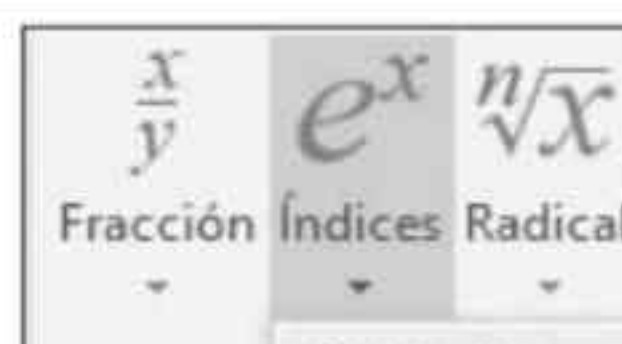 x/y e^x ⁿ√x
Fracción Índices Radical